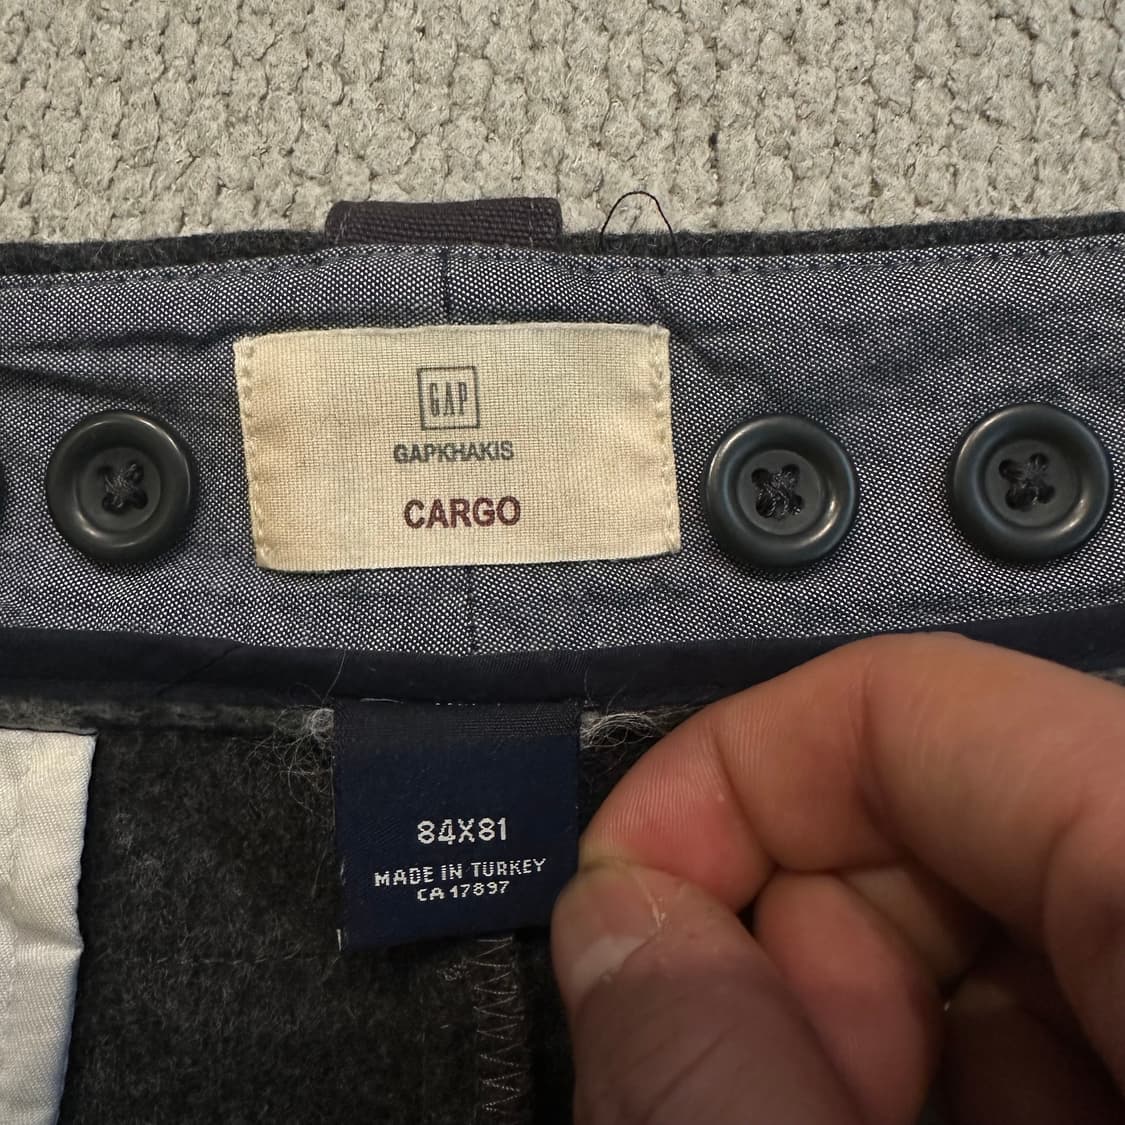 GAP
GAPKHAKIS
CARGO
84X81
MADE IN TURKEY
CA 17897